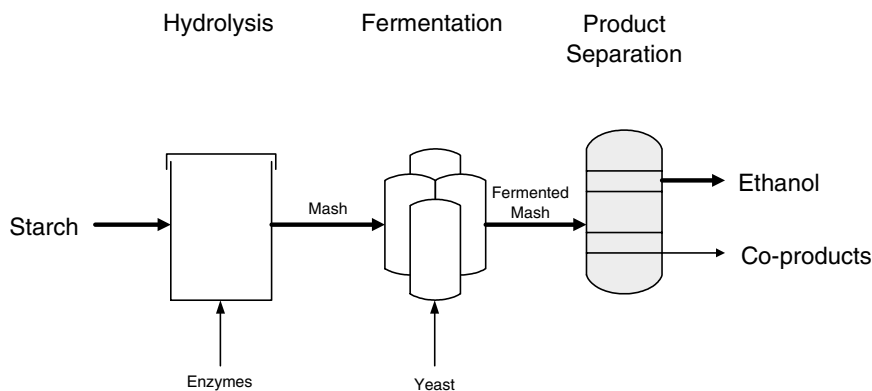 Hydrolysis
Fermentation
Product
Separation
Starch
Mash
Fermented
Mash
Ethanol
Co-products
Enzymes
Yeast